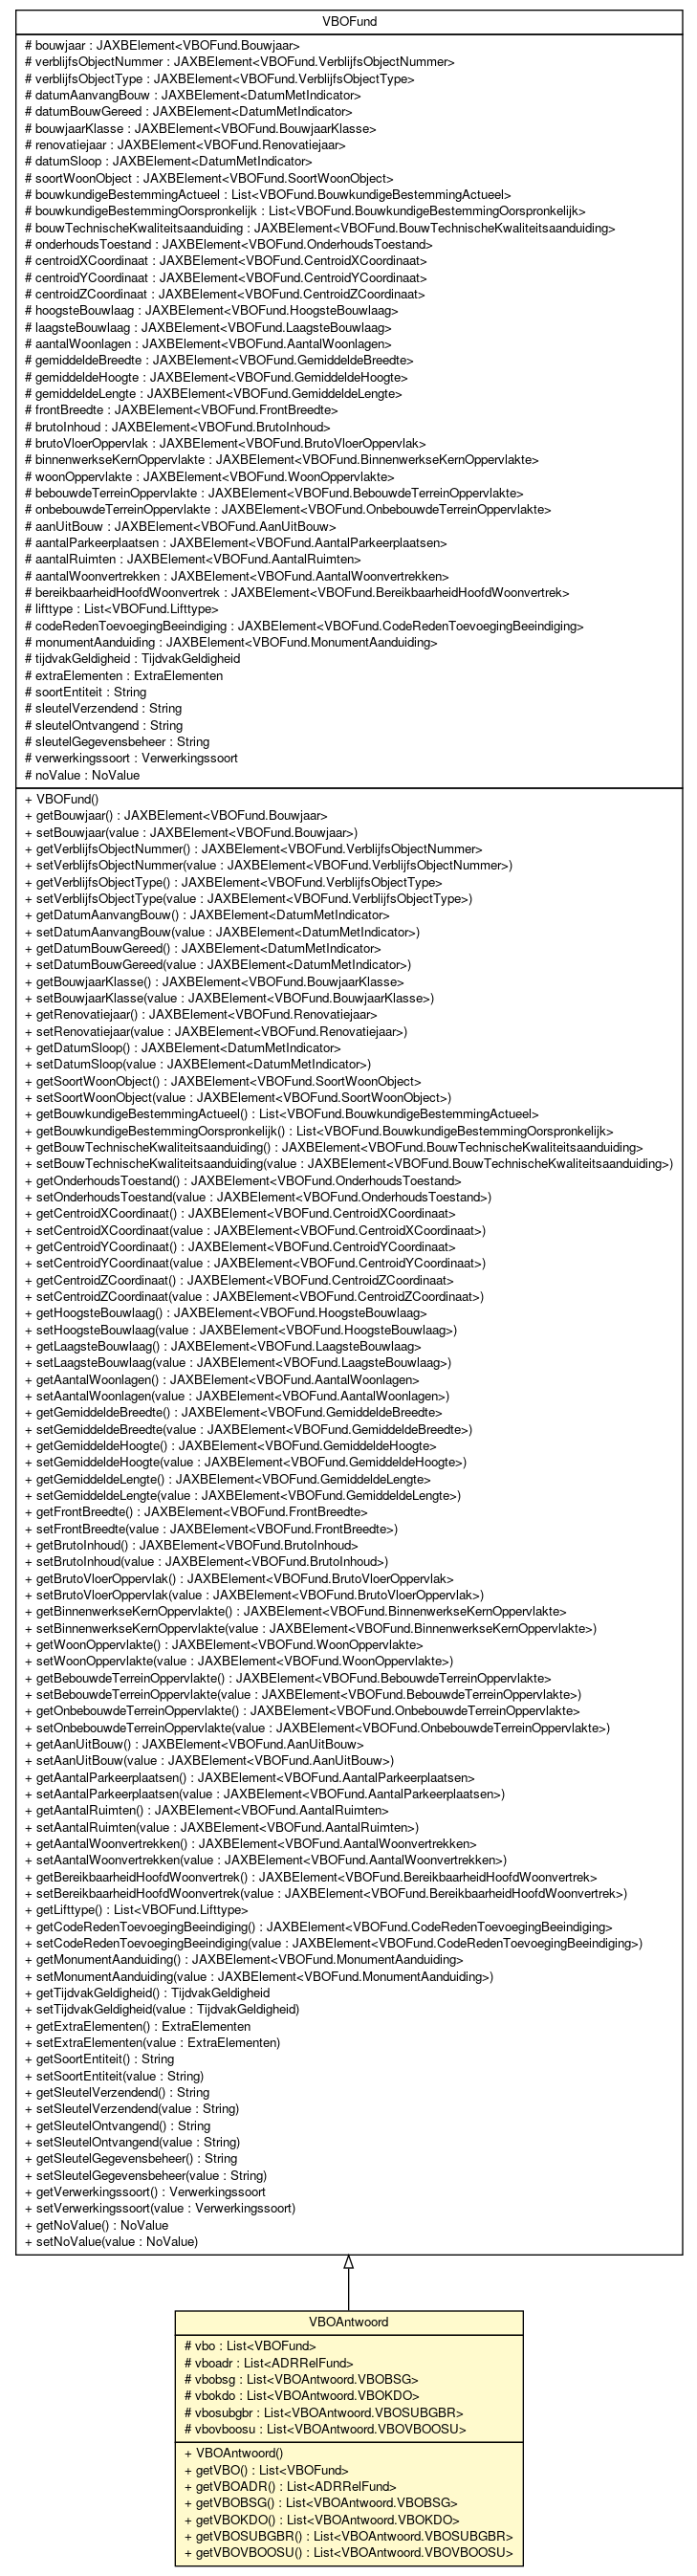 VBOFund
# bouwjaar : JAXBElement<VBOFund.Bouwjaar>
# verblijfsObjectNummer : JAXBElement<VBOFund.VerblijfsObjectNummer>
# verblijfsObjectType : JAXBElement<VBOFund.VerblijfsObjectType>
# datumAanvangBouw : JAXBElement<DatumMetIndicator>
# datumBouwGereed : JAXBElement<DatumMetIndicator>
# bouwjaarKlasse : JAXBElement<VBOFund.BouwjaarKlasse>
# renovatiejaar : JAXBElement<VBOFund.Renovatiejaar>
# datumSloop : JAXBElement<DatumMetIndicator>
# soortWoonObject : JAXBElement<VBOFund.SoortWoonObject>
# bouwkundigeBestemmingActueel : List<VBOFund.BouwkundigeBestemmingActueel>
# bouwkundigeBestemmingOorspronkelijk : List<VBOFund.BouwkundigeBestemmingOorspronkelijk>
# bouwTechnischeKwaliteitsaanduiding : JAXBElement<VBOFund.BouwTechnischeKwaliteitsaanduiding>
# onderhoudsToestand : JAXBElement<VBOFund.OnderhoudsToestand>
# centroidXCoordinaat : JAXBElement<VBOFund.CentroidXCoordinaat>
# centroidYCoordinaat : JAXBElement<VBOFund.CentroidYCoordinaat>
# centroidZCoordinaat : JAXBElement<VBOFund.CentroidZCoordinaat>
# hoogsteBouwlaag : JAXBElement<VBOFund.HoogsteBouwlaag>
# laagsteBouwlaag : JAXBElement<VBOFund.LaagsteBouwlaag>
# aantalWoonlagen : JAXBElement<VBOFund.AantalWoonlagen>
# gemiddeldeBreedte : JAXBElement<VBOFund.GemiddeldeBreedte>
# gemiddeldeHoogte : JAXBElement<VBOFund.GemiddeldeHoogte>
# gemiddeldeLengte : JAXBElement<VBOFund.GemiddeldeLengte>
# frontBreedte : JAXBElement<VBOFund.FrontBreedte>
# brutoInhoud : JAXBElement<VBOFund.BrutoInhoud>
# brutoVloerOppervlak : JAXBElement<VBOFund.BrutoVloerOppervlak>
# binnenwerkseKernOppervlakte : JAXBElement<VBOFund.BinnenwerkseKernOppervlakte>
# woonOppervlakte : JAXBElement<VBOFund.WoonOppervlakte>
# bebouwdeTerreinOppervlakte : JAXBElement<VBOFund.BebouwdeTerreinOppervlakte>
# onbebouwdeTerreinOppervlakte : JAXBElement<VBOFund.OnbebouwdeTerreinOppervlakte>
# aanUitBouw : JAXBElement<VBOFund.AanUitBouw>
# aantalParkeerplaatsen : JAXBElement<VBOFund.AantalParkeerplaatsen>
# aantalRuimten : JAXBElement<VBOFund.AantalRuimten>
# aantalWoonvertrekken : JAXBElement<VBOFund.AantalWoonvertrekken>
# bereikbaarheidHoofdWoonvertrek : JAXBElement<VBOFund.BereikbaarheidHoofdWoonvertrek>
# lifttype : List<VBOFund.Lifttype>
# codeRedenToevoegingBeeindiging : JAXBElement<VBOFund.CodeRedenToevoegingBeeindiging>
# monumentAanduiding : JAXBElement<VBOFund.MonumentAanduiding>
# tijdvakGeldigheid : TijdvakGeldigheid
# extraElementen : ExtraElementen
# soortEntiteit : String
# sleutelVerzendend : String
# sleutelOntvangend : String
# sleutelGegevensbeheer : String
# verwerkingssoort : Verwerkingssoort
# noValue : NoValue
+ VBOFund()
+ getBouwjaar() : JAXBElement<VBOFund.Bouwjaar>
+ setBouwjaar(value : JAXBElement<VBOFund.Bouwjaar>)
+ getVerblijfsObjectNummer() : JAXBElement<VBOFund.VerblijfsObjectNummer>
+ setVerblijfsObjectNummer(value : JAXBElement<VBOFund.VerblijfsObjectNummer>)
+ getVerblijfsObjectType() : JAXBElement<VBOFund.VerblijfsObjectType>
+ setVerblijfsObjectType(value : JAXBElement<VBOFund.VerblijfsObjectType>)
+ getDatumAanvangBouw() : JAXBElement<DatumMetIndicator>
+ setDatumAanvangBouw(value : JAXBElement<DatumMetIndicator>)
+ getDatumBouwGereed() : JAXBElement<DatumMetIndicator>
+ setDatumBouwGereed(value : JAXBElement<DatumMetIndicator>)
+ getBouwjaarKlasse() : JAXBElement<VBOFund.BouwjaarKlasse>
+ setBouwjaarKlasse(value : JAXBElement<VBOFund.BouwjaarKlasse>)
+ getRenovatiejaar() : JAXBElement<VBOFund.Renovatiejaar>
+ setRenovatiejaar(value : JAXBElement<VBOFund.Renovatiejaar>)
+ getDatumSloop() : JAXBElement<DatumMetIndicator>
+ setDatumSloop(value : JAXBElement<DatumMetIndicator>)
+ getSoortWoonObject() : JAXBElement<VBOFund.SoortWoonObject>
+ setSoortWoonObject(value : JAXBElement<VBOFund.SoortWoonObject>)
+ getBouwkundigeBestemmingActueel() : List<VBOFund.BouwkundigeBestemmingActueel>
+ getBouwkundigeBestemmingOorspronkelijk() : List<VBOFund.BouwkundigeBestemmingOorspronkelijk>
+ getBouwTechnischeKwaliteitsaanduiding() : JAXBElement<VBOFund.BouwTechnischeKwaliteitsaanduiding>
+ setBouwTechnischeKwaliteitsaanduiding(value : JAXBElement<VBOFund.BouwTechnischeKwaliteitsaanduiding>)
+ getOnderhoudsToestand() : JAXBElement<VBOFund.OnderhoudsToestand>
+ setOnderhoudsToestand(value : JAXBElement<VBOFund.OnderhoudsToestand>)
+ getCentroidXCoordinaat() : JAXBElement<VBOFund.CentroidXCoordinaat>
+ setCentroidXCoordinaat(value : JAXBElement<VBOFund.CentroidXCoordinaat>)
+ getCentroidYCoordinaat() : JAXBElement<VBOFund.CentroidYCoordinaat>
+ setCentroidYCoordinaat(value : JAXBElement<VBOFund.CentroidYCoordinaat>)
+ getCentroidZCoordinaat() : JAXBElement<VBOFund.CentroidZCoordinaat>
+ setCentroidZCoordinaat(value : JAXBElement<VBOFund.CentroidZCoordinaat>)
+ getHoogsteBouwlaag() : JAXBElement<VBOFund.HoogsteBouwlaag>
+ setHoogsteBouwlaag(value : JAXBElement<VBOFund.HoogsteBouwlaag>)
+ getLaagsteBouwlaag() : JAXBElement<VBOFund.LaagsteBouwlaag>
+ setLaagsteBouwlaag(value : JAXBElement<VBOFund.LaagsteBouwlaag>)
+ getAantalWoonlagen() : JAXBElement<VBOFund.AantalWoonlagen>
+ setAantalWoonlagen(value : JAXBElement<VBOFund.AantalWoonlagen>)
+ getGemiddeldeBreedte() : JAXBElement<VBOFund.GemiddeldeBreedte>
+ setGemiddeldeBreedte(value : JAXBElement<VBOFund.GemiddeldeBreedte>)
+ getGemiddeldeHoogte() : JAXBElement<VBOFund.GemiddeldeHoogte>
+ setGemiddeldeHoogte(value : JAXBElement<VBOFund.GemiddeldeHoogte>)
+ getGemiddeldeLengte() : JAXBElement<VBOFund.GemiddeldeLengte>
+ setGemiddeldeLengte(value : JAXBElement<VBOFund.GemiddeldeLengte>)
+ getFrontBreedte() : JAXBElement<VBOFund.FrontBreedte>
+ setFrontBreedte(value : JAXBElement<VBOFund.FrontBreedte>)
+ getBrutoInhoud() : JAXBElement<VBOFund.BrutoInhoud>
+ setBrutoInhoud(value : JAXBElement<VBOFund.BrutoInhoud>)
+ getBrutoVloerOppervlak() : JAXBElement<VBOFund.BrutoVloerOppervlak>
+ setBrutoVloerOppervlak(value : JAXBElement<VBOFund.BrutoVloerOppervlak>)
+ getBinnenwerkseKernOppervlakte() : JAXBElement<VBOFund.BinnenwerkseKernOppervlakte>
+ setBinnenwerkseKernOppervlakte(value : JAXBElement<VBOFund.BinnenwerkseKernOppervlakte>)
+ getWoonOppervlakte() : JAXBElement<VBOFund.WoonOppervlakte>
+ setWoonOppervlakte(value : JAXBElement<VBOFund.WoonOppervlakte>)
+ getBebouwdeTerreinOppervlakte() : JAXBElement<VBOFund.BebouwdeTerreinOppervlakte>
+ setBebouwdeTerreinOppervlakte(value : JAXBElement<VBOFund.BebouwdeTerreinOppervlakte>)
+ getOnbebouwdeTerreinOppervlakte() : JAXBElement<VBOFund.OnbebouwdeTerreinOppervlakte>
+ setOnbebouwdeTerreinOppervlakte(value : JAXBElement<VBOFund.OnbebouwdeTerreinOppervlakte>)
+ getAanUitBouw() : JAXBElement<VBOFund.AanUitBouw>
+ setAanUitBouw(value : JAXBElement<VBOFund.AanUitBouw>)
+ getAantalParkeerplaatsen() : JAXBElement<VBOFund.AantalParkeerplaatsen>
+ setAantalParkeerplaatsen(value : JAXBElement<VBOFund.AantalParkeerplaatsen>)
+ getAantalRuimten() : JAXBElement<VBOFund.AantalRuimten>
+ setAantalRuimten(value : JAXBElement<VBOFund.AantalRuimten>)
+ getAantalWoonvertrekken() : JAXBElement<VBOFund.AantalWoonvertrekken>
+ setAantalWoonvertrekken(value : JAXBElement<VBOFund.AantalWoonvertrekken>)
+ getBereikbaarheidHoofdWoonvertrek() : JAXBElement<VBOFund.BereikbaarheidHoofdWoonvertrek>
+ setBereikbaarheidHoofdWoonvertrek(value : JAXBElement<VBOFund.BereikbaarheidHoofdWoonvertrek>)
+ getLifttype() : List<VBOFund.Lifttype>
+ getCodeRedenToevoegingBeeindiging() : JAXBElement<VBOFund.CodeRedenToevoegingBeeindiging>
+ setCodeRedenToevoegingBeeindiging(value : JAXBElement<VBOFund.CodeRedenToevoegingBeeindiging>)
+ getMonumentAanduiding() : JAXBElement<VBOFund.MonumentAanduiding>
+ setMonumentAanduiding(value : JAXBElement<VBOFund.MonumentAanduiding>)
+ getTijdvakGeldigheid() : TijdvakGeldigheid
+ setTijdvakGeldigheid(value : TijdvakGeldigheid)
+ getExtraElementen() : ExtraElementen
+ setExtraElementen(value : ExtraElementen)
+ getSoortEntiteit() : String
+ setSoortEntiteit(value : String)
+ getSleutelVerzendend() : String
+ setSleutelVerzendend(value : String)
+ getSleutelOntvangend() : String
+ setSleutelOntvangend(value : String)
+ getSleutelGegevensbeheer() : String
+ setSleutelGegevensbeheer(value : String)
+ getVerwerkingssoort() : Verwerkingssoort
+ setVerwerkingssoort(value : Verwerkingssoort)
+ getNoValue() : NoValue
+ setNoValue(value : NoValue)
VBOAntwoord
# vbo : List<VBOFund>
# vboadr : List<ADRRelFund>
# vbobsg : List<VBOAntwoord.VBOBSG>
# vbokdo : List<VBOAntwoord.VBOKDO>
# vbosubgbr : List<VBOAntwoord.VBOSUBGBR>
# vbovboosu : List<VBOAntwoord.VBOVBOOSU>
+ VBOAntwoord()
+ getVBO() : List<VBOFund>
+ getVBOADR() : List<ADRRelFund>
+ getVBOBSG() : List<VBOAntwoord.VBOBSG>
+ getVBOKDO() : List<VBOAntwoord.VBOKDO>
+ getVBOSUBGBR() : List<VBOAntwoord.VBOSUBGBR>
+ getVBOVBOOSU() : List<VBOAntwoord.VBOVBOOSU>